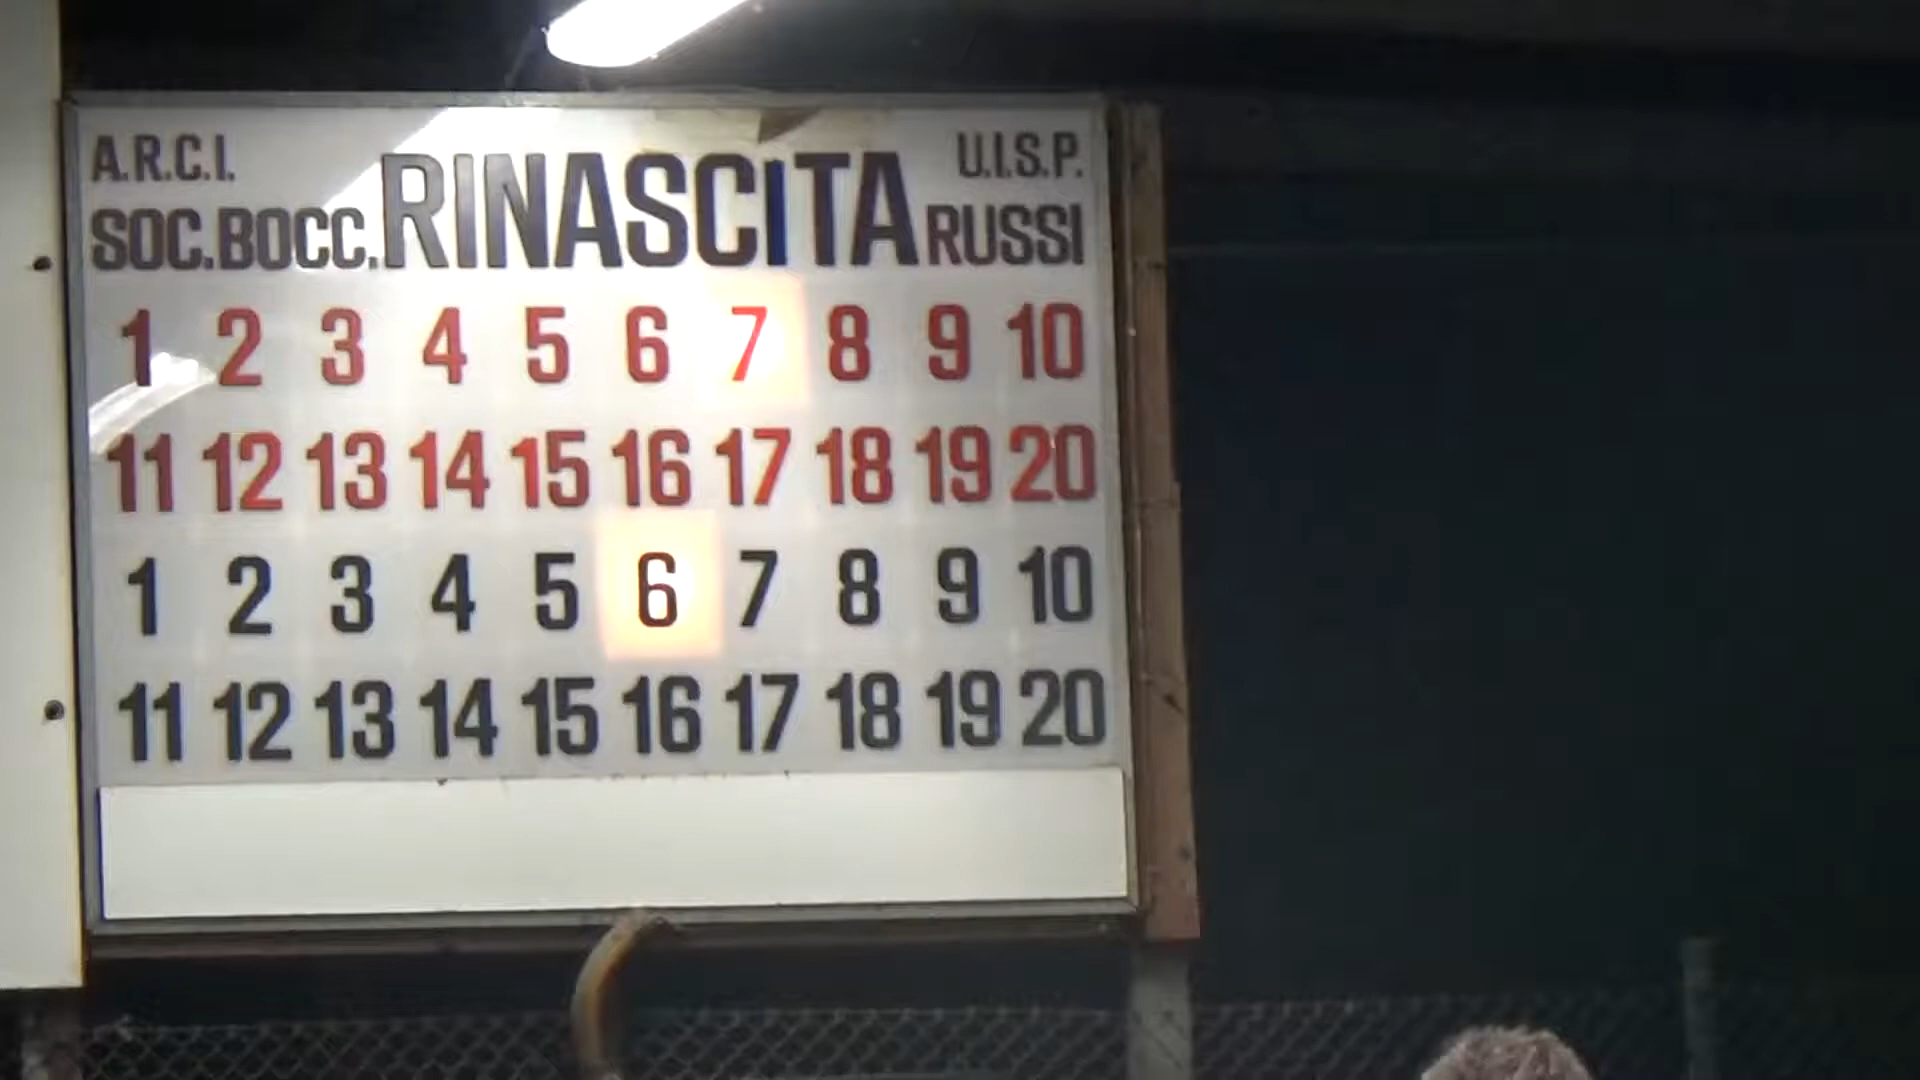 A.R.C.I. U.I.S.P.
SOC.BOCC. RINASCITA RUSSI
1 2 3 4 5 6 7 8 9 10
11 12 13 14 15 16 17 18 19 20
1 2 3 4 5 6 7 8 9 10
11 12 13 14 15 16 17 18 19 20